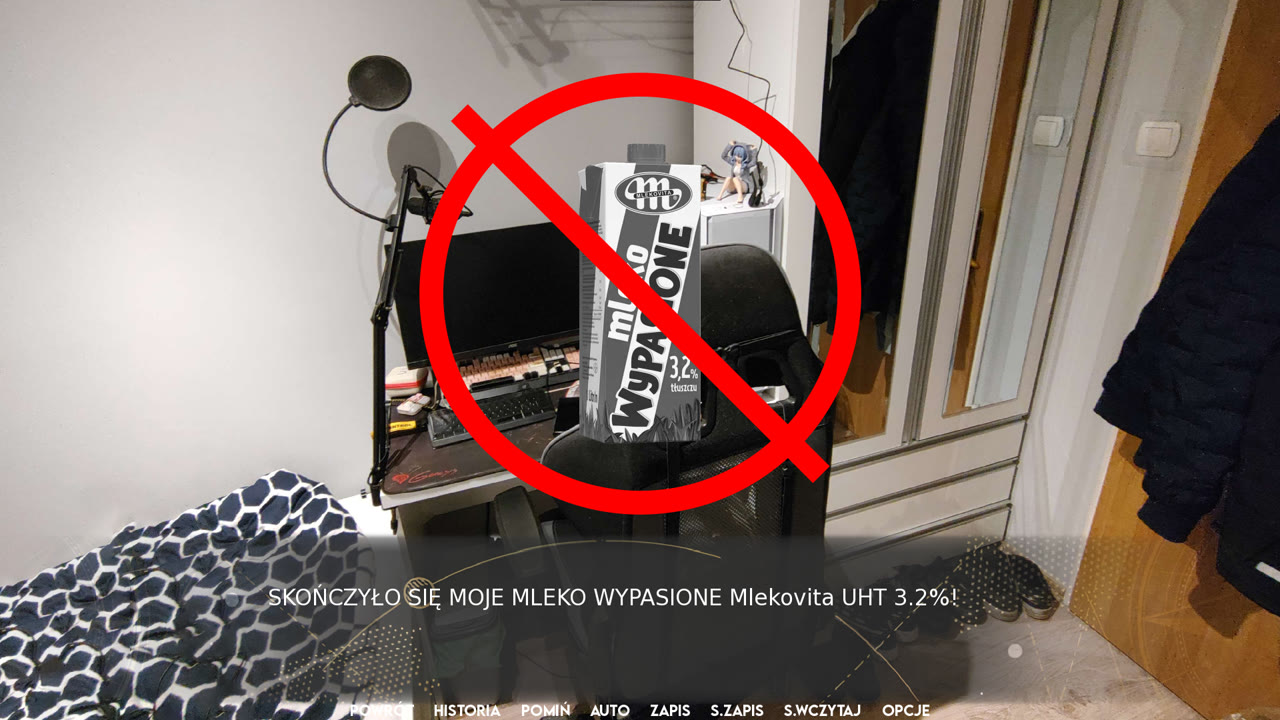 MLEKOVITA
mleko
WyPASIONE
3,2%
tłuszczu
SKOŃCZYŁO SIĘ MOJE MLEKO WYPASIONE Mlekovita UHT 3.2%!
POWRÓT HISTORIA POMIŃ AUTO ZAPIS S.ZAPIS S.WCZYTAJ OPCJE